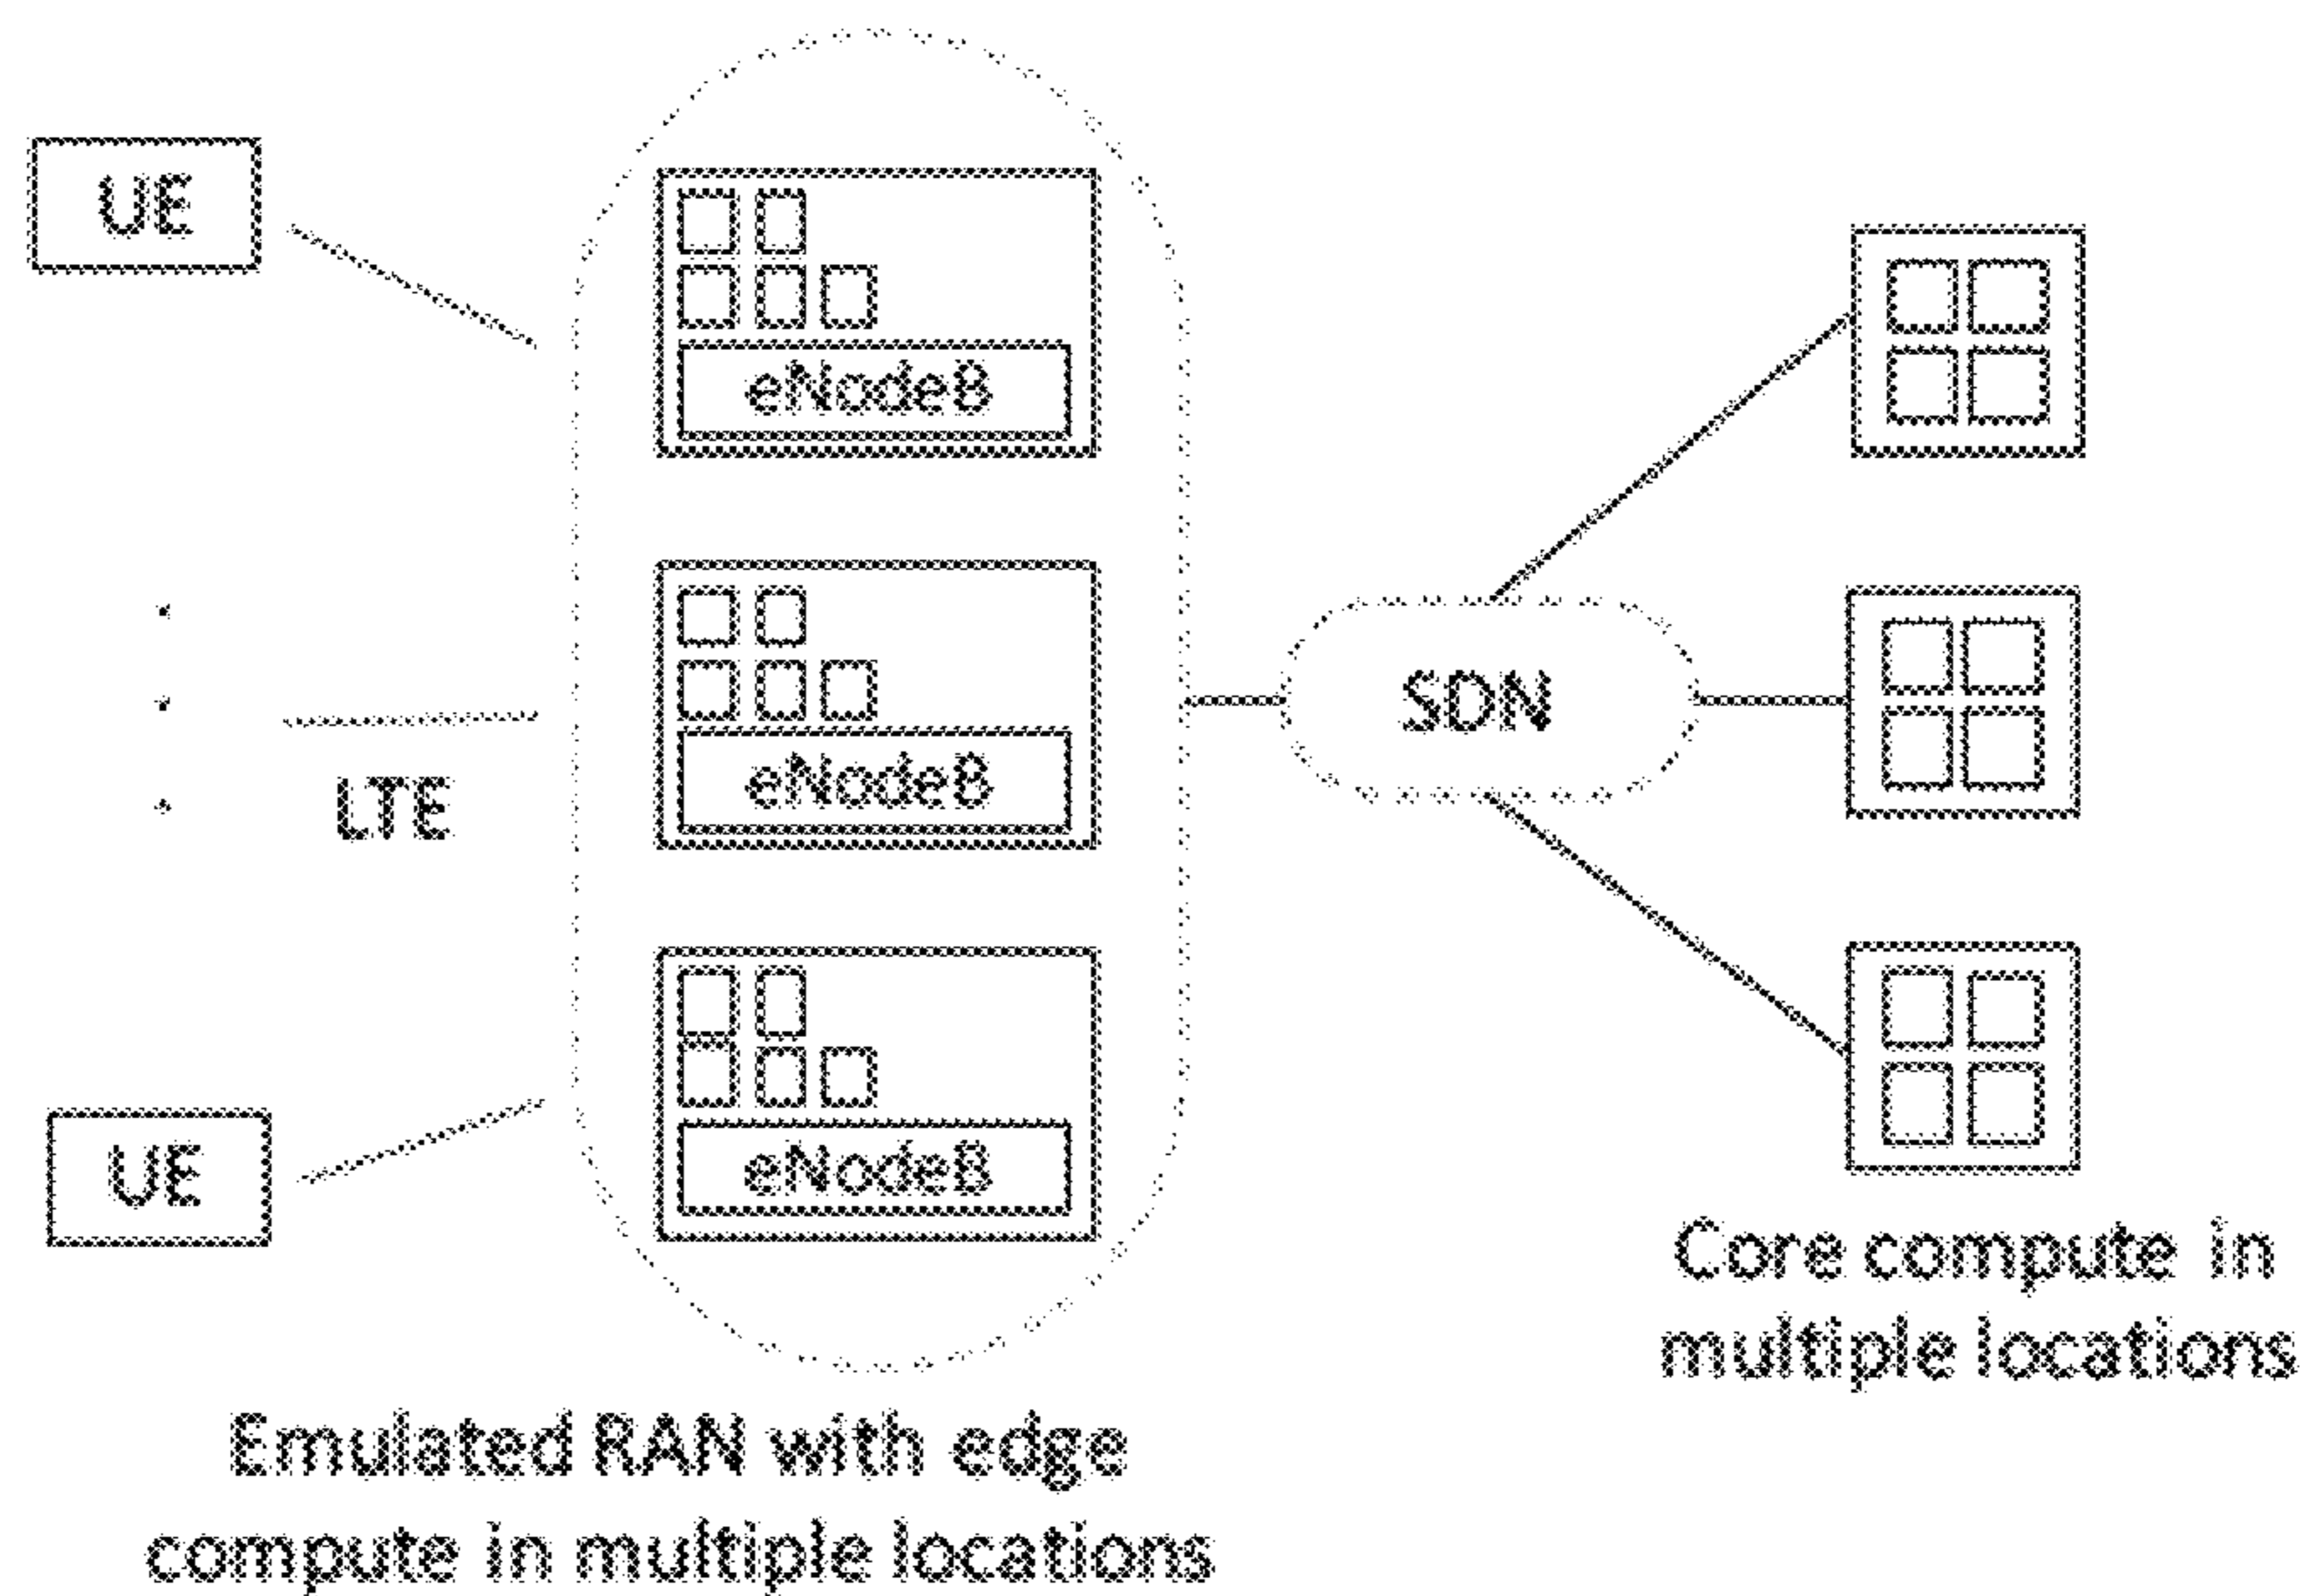 UE
eNodeB
eNodeB
LTE
SDN
UE
eNodeB
Core compute in
multiple locations
Emulated RAN with edge
compute in multiple locations